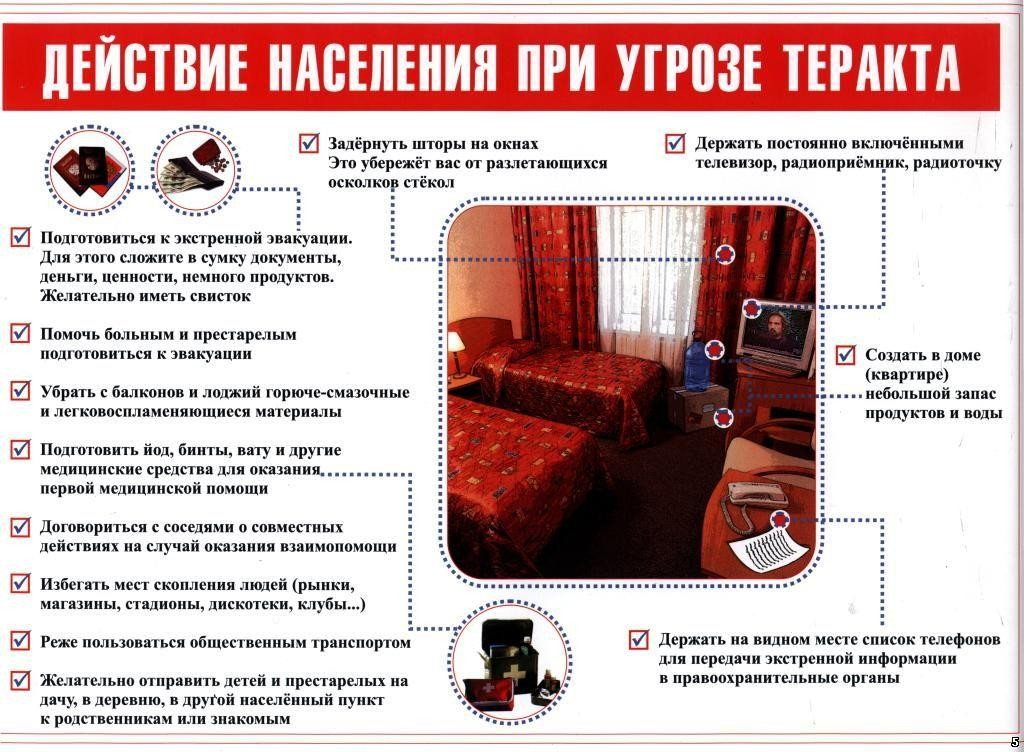 ДЕЙСТВИЕ НАСЕЛЕНИЯ ПРИ УГРОЗЕ ТЕРАКТА
Задёрнуть шторы на окнах
Это убережёт вас от разлетающихся
осколков стёкол
Держать постоянно включёнными
телевизор, радиоприёмник, радиоточку
Подготовиться к экстренной эвакуации.
Для этого сложите в сумку документы,
деньги, ценности, немного продуктов.
Желательно иметь свисток
Помочь больным и престарелым
подготовиться к эвакуации
Убрать с балконов и лоджий горюче-смазочные
и легковоспламеняющиеся материалы
Подготовить йод, бинты, вату и другие
медицинские средства для оказания
первой медицинской помощи
Договориться с соседями о совместных
действиях на случай оказания взаимопомощи
Избегать мест скопления людей (рынки,
магазины, стадионы, дискотеки, клубы...)
Реже пользоваться общественным транспортом
Желательно отправить детей и престарелых на
дачу, в деревню, в другой населённый пункт
к родственникам или знакомым
Создать в доме
(квартире)
небольшой запас
продуктов и воды
Держать на видном месте список телефонов
для передачи экстренной информации
в правоохранительные органы
5